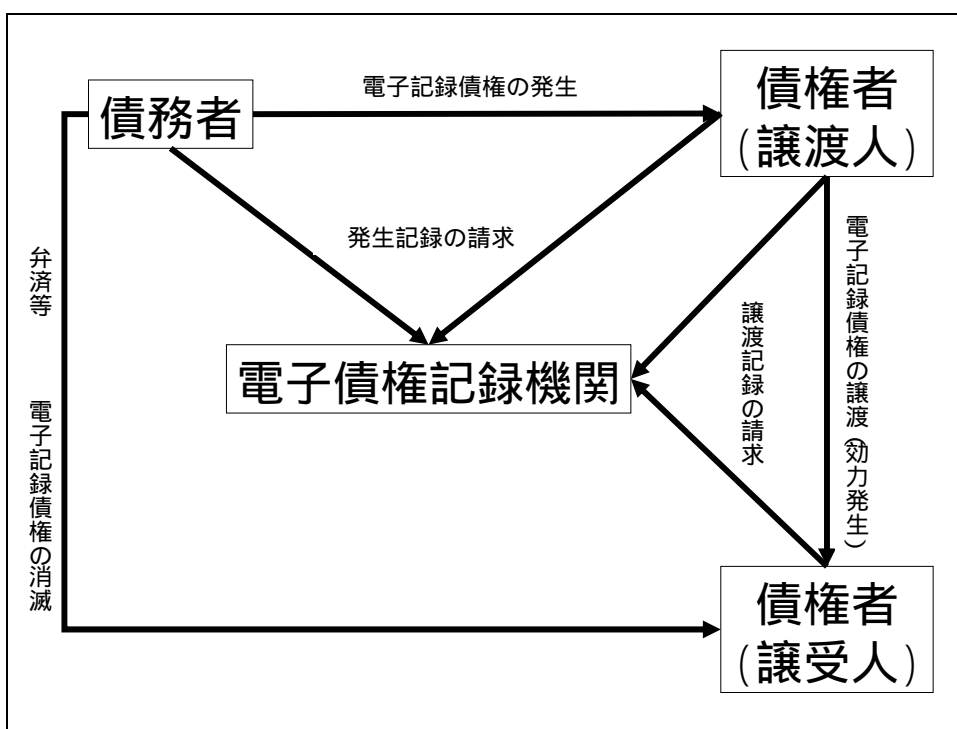 電子記録債権の発生
債務者
債権者
(譲渡人)
発生記録の請求
弁済等
電子記録債権の譲渡(効力発生)
譲渡記録の請求
電子債権記録機関
電子記録債権の消滅
債権者
(譲受人)